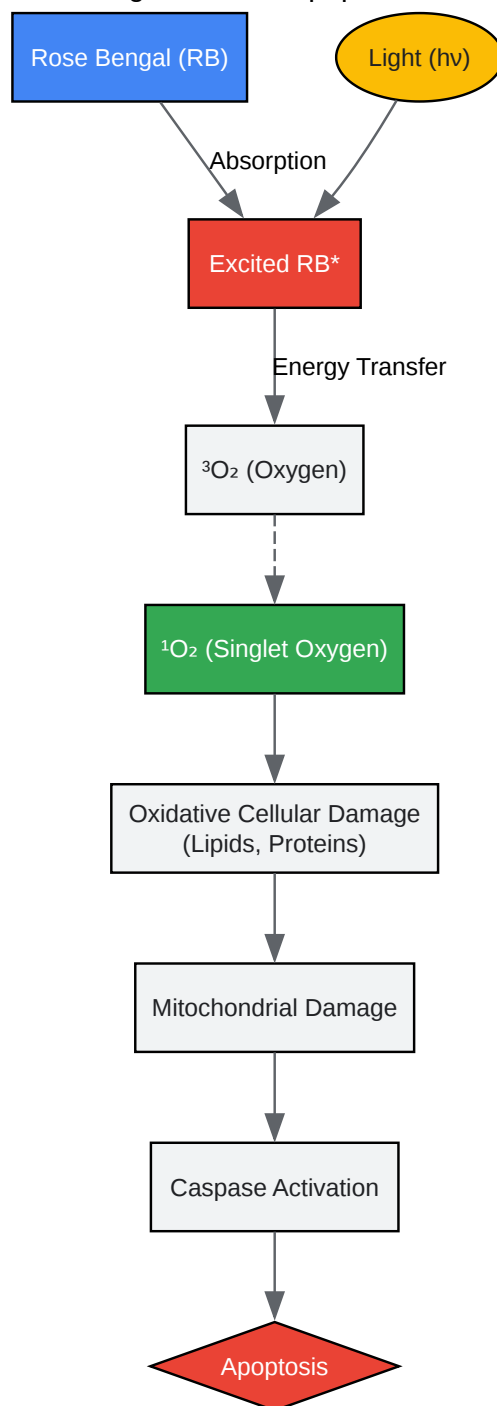 Rose Bengal (RB)
Light (hν)
Absorption
Excited RB*
Energy Transfer
³O₂ (Oxygen)
¹O₂ (Singlet Oxygen)
Oxidative Cellular Damage
(Lipids, Proteins)
Mitochondrial Damage
Caspase Activation
Apoptosis